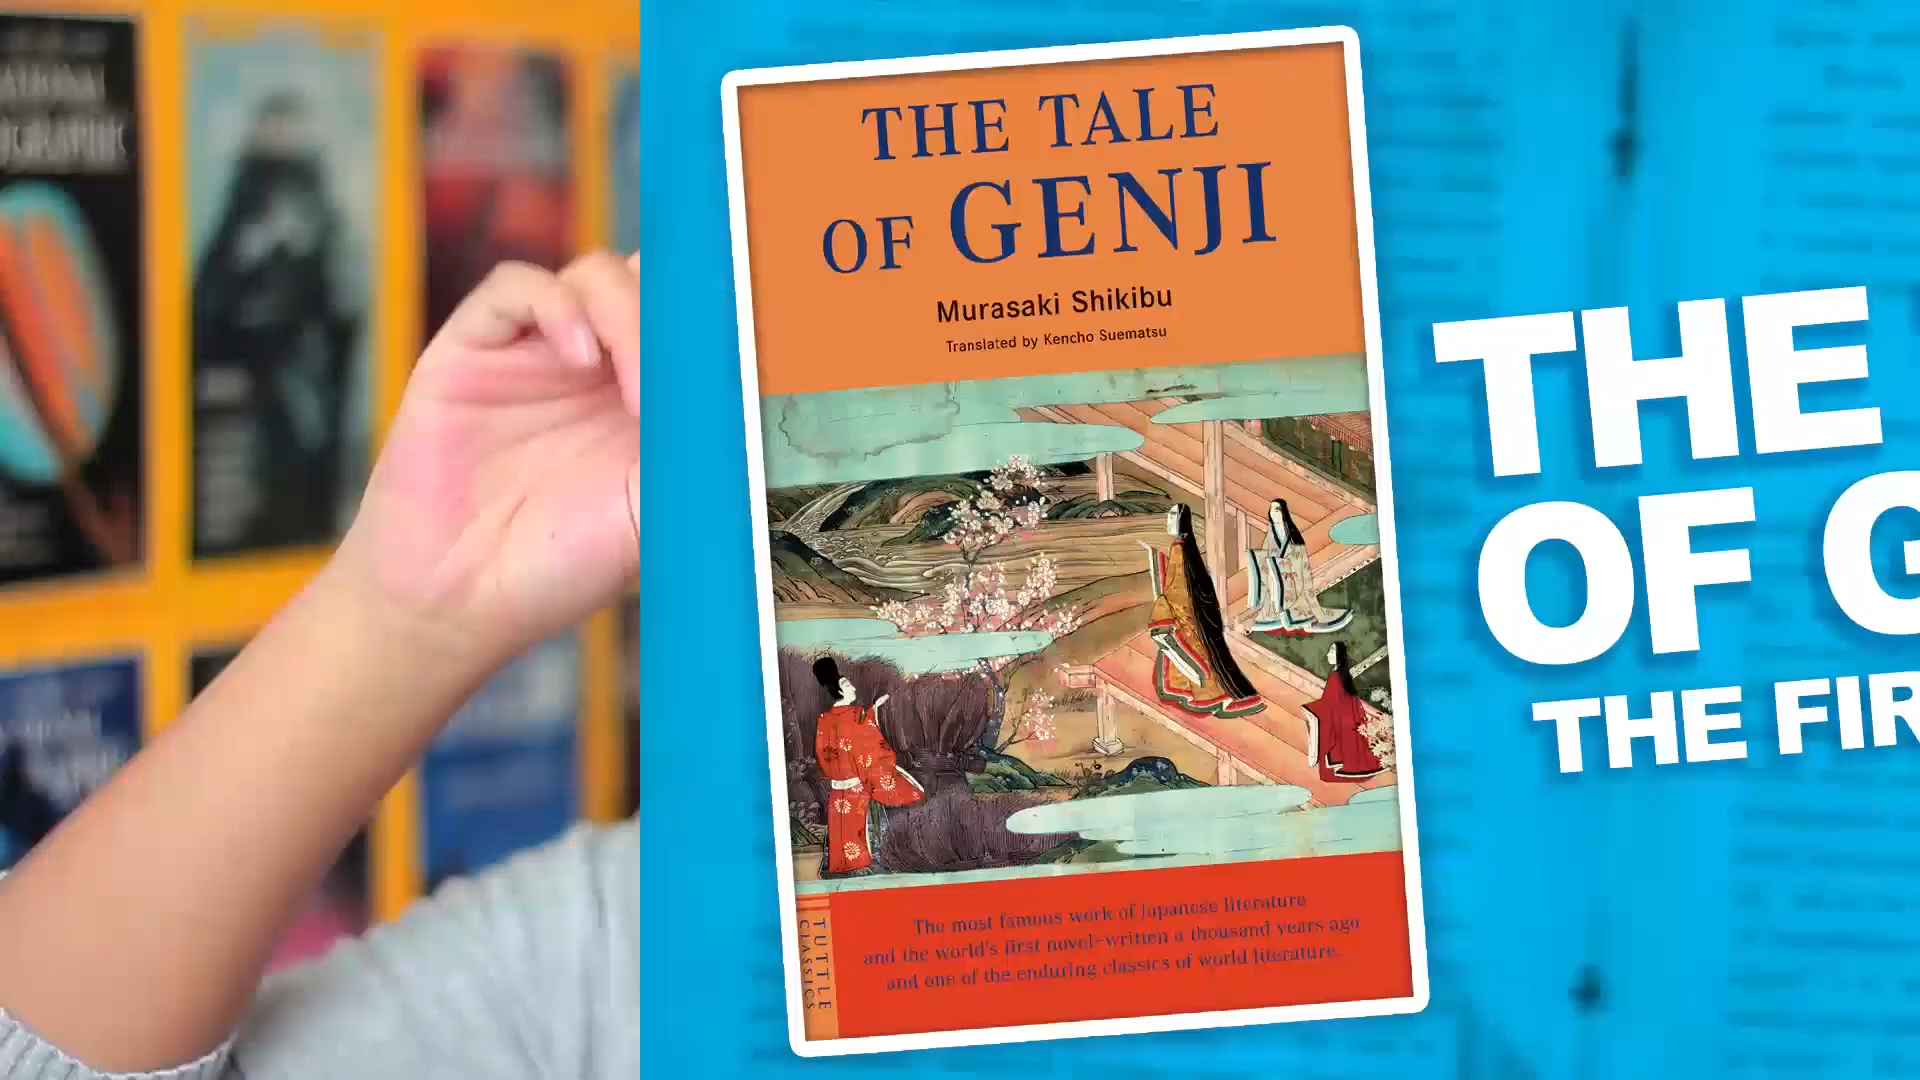 THE TALE
OF GENJI
Murasaki Shikibu
Translated by Kencho Suematsu
The most famous work of Japanese literature
and the world's first novel–written a thousand years ago
and one of the enduring classics of world literature.
TUTTLE
CLASSICS
THE
OF G
THE FIR